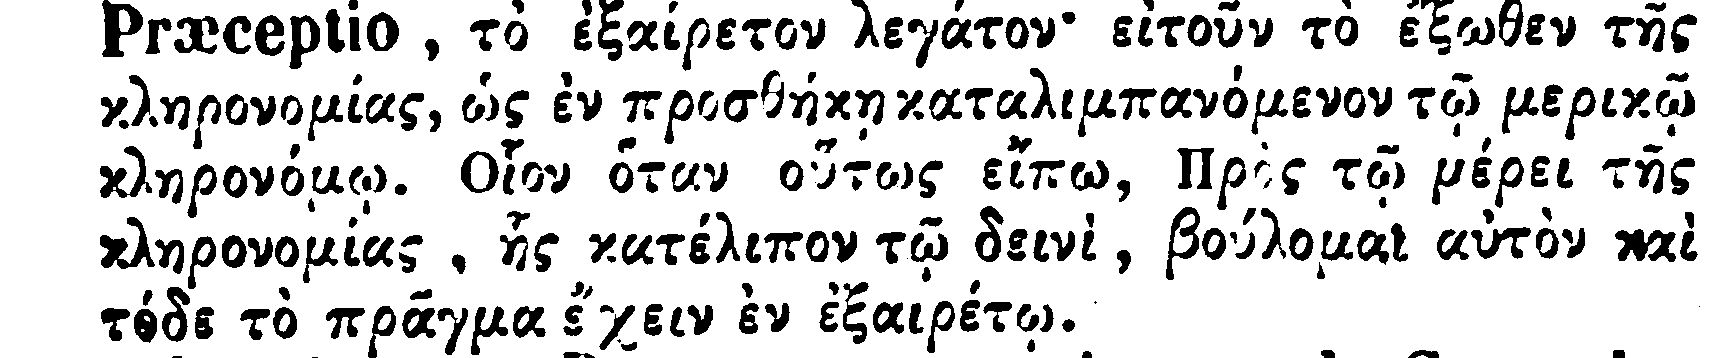 Præceptio, τὸ ἐξαίρετον λεγάτον· εἰτοῦν τὸ ἔξωθεν τῆς
κληρονομίας, ὡς ἐν προσθήκῃ καταλιμπανόμενον τῷ μερικῷ
κληρονόμῳ. Οἷον ὅταν οὕτως εἴπω, Πρὸς τῷ μέρει τῆς
κληρονομίας, ἧς κατέλιπον τῷ δεινὶ, βούλομαι αὐτὸν καὶ
τόδε τὸ πρᾶγμα ἔχειν ἐν ἐξαιρέτῳ.